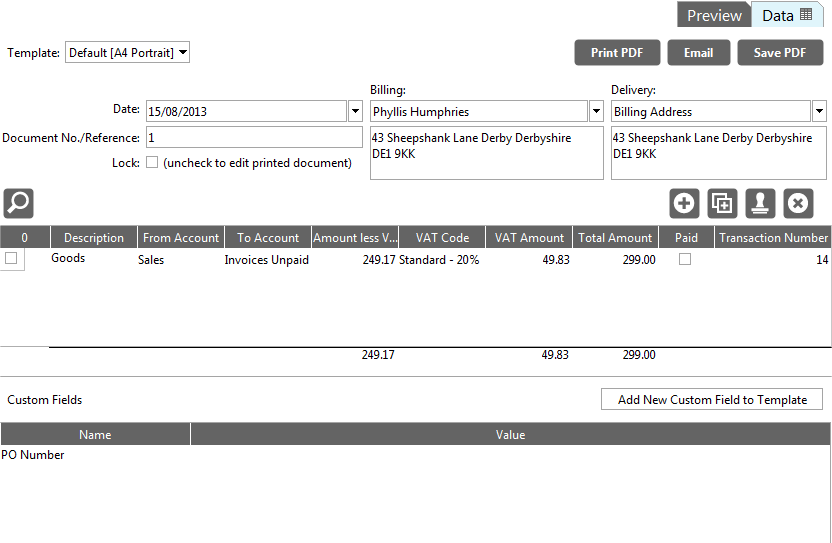 Preview Data
Template: Default [A4 Portrait] Print PDF Email Save PDF
Billing: Delivery:
Date: 15/08/2013 Phyllis Humphries Billing Address
Document No./Reference: 1 43 Sheepshank Lane Derby Derbyshire 43 Sheepshank Lane Derby Derbyshire
DE1 9KK DE1 9KK
Lock: (uncheck to edit printed document)
0 Description From Account To Account Amount less V... VAT Code VAT Amount Total Amount Paid Transaction Number
Goods Sales Invoices Unpaid 249.17 Standard - 20% 49.83 299.00 14
249.17 49.83 299.00
Custom Fields Add New Custom Field to Template
Name Value
PO Number